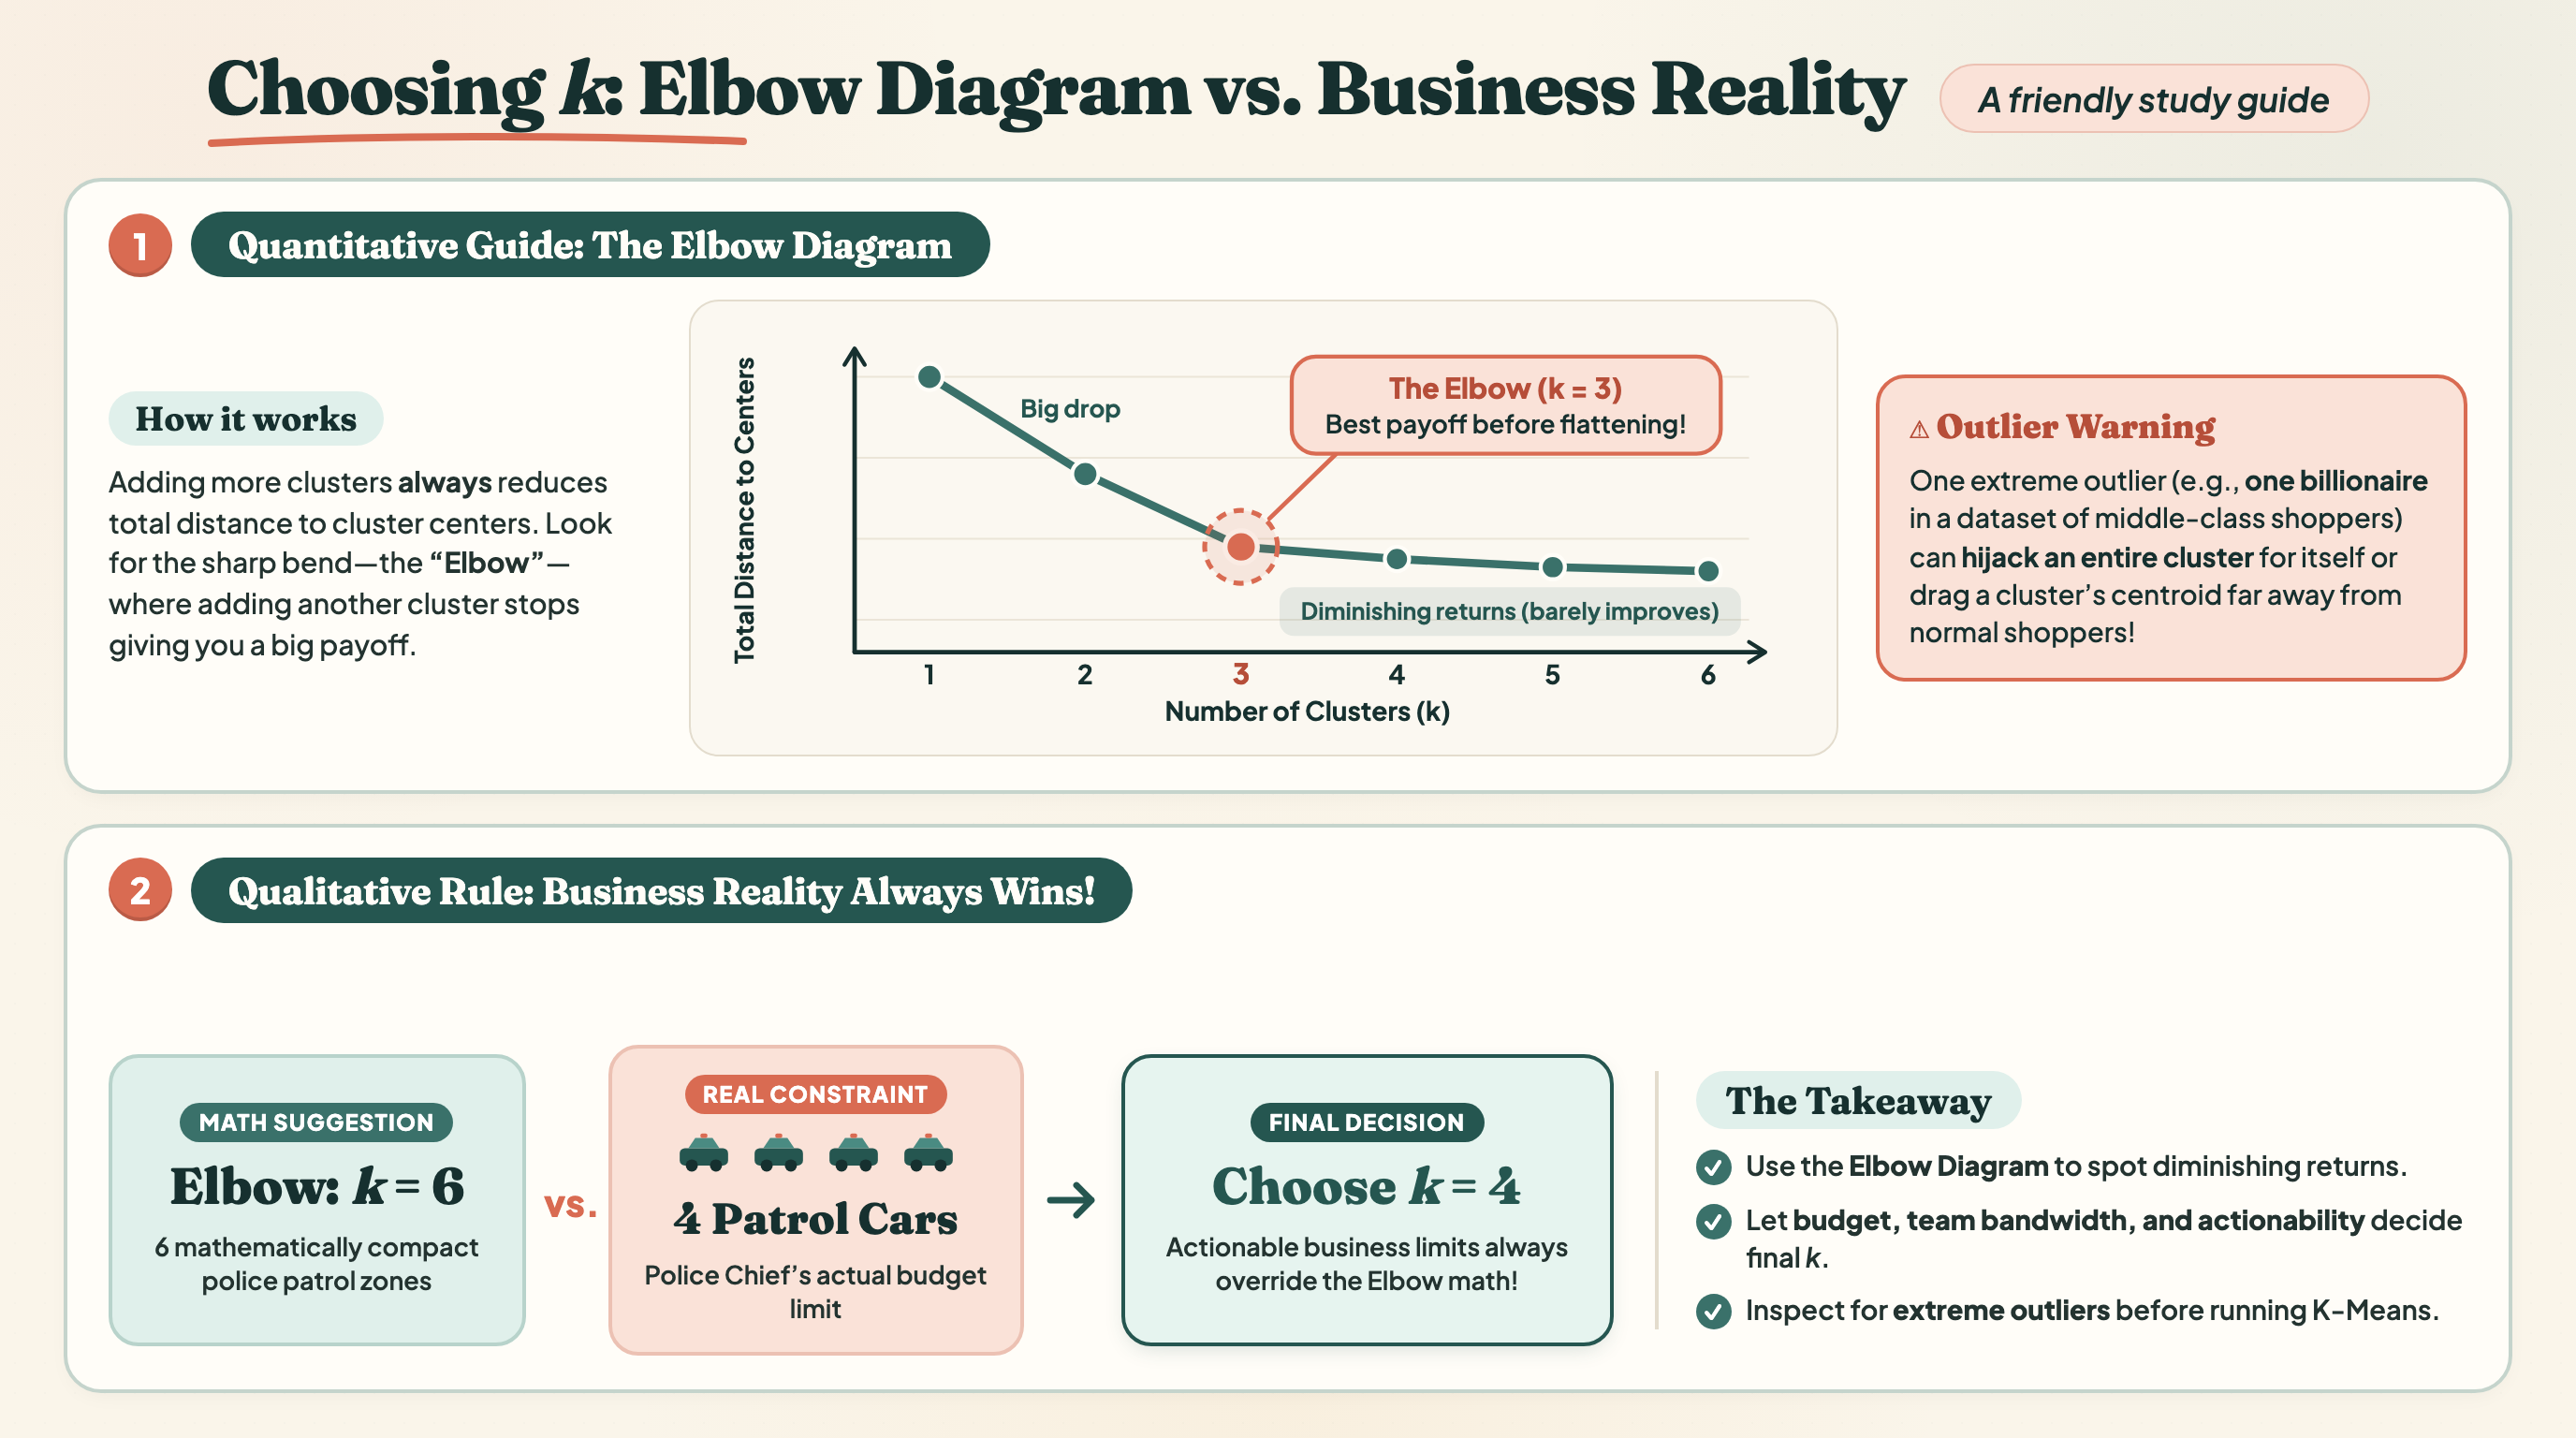 Choosing k: Elbow Diagram vs. Business Reality
A friendly study guide
1
Quantitative Guide: The Elbow Diagram
How it works
Adding more clusters always reduces
total distance to cluster centers. Look
for the sharp bend—the “Elbow”—
where adding another cluster stops
giving you a big payoff.
Total Distance to Centers
Big drop
The Elbow (k = 3)
Best payoff before flattening!
Diminishing returns (barely improves)
1 2 3 4 5 6
Number of Clusters (k)
⚠ Outlier Warning
One extreme outlier (e.g., one billionaire
in a dataset of middle-class shoppers)
can hijack an entire cluster for itself or
drag a cluster’s centroid far away from
normal shoppers!
2
Qualitative Rule: Business Reality Always Wins!
MATH SUGGESTION
Elbow: k = 6
6 mathematically compact
police patrol zones
vs.
REAL CONSTRAINT
4 Patrol Cars
Police Chief’s actual budget
limit
FINAL DECISION
Choose k = 4
Actionable business limits always
override the Elbow math!
The Takeaway
Use the Elbow Diagram to spot diminishing returns.
Let budget, team bandwidth, and actionability decide
final k.
Inspect for extreme outliers before running K-Means.